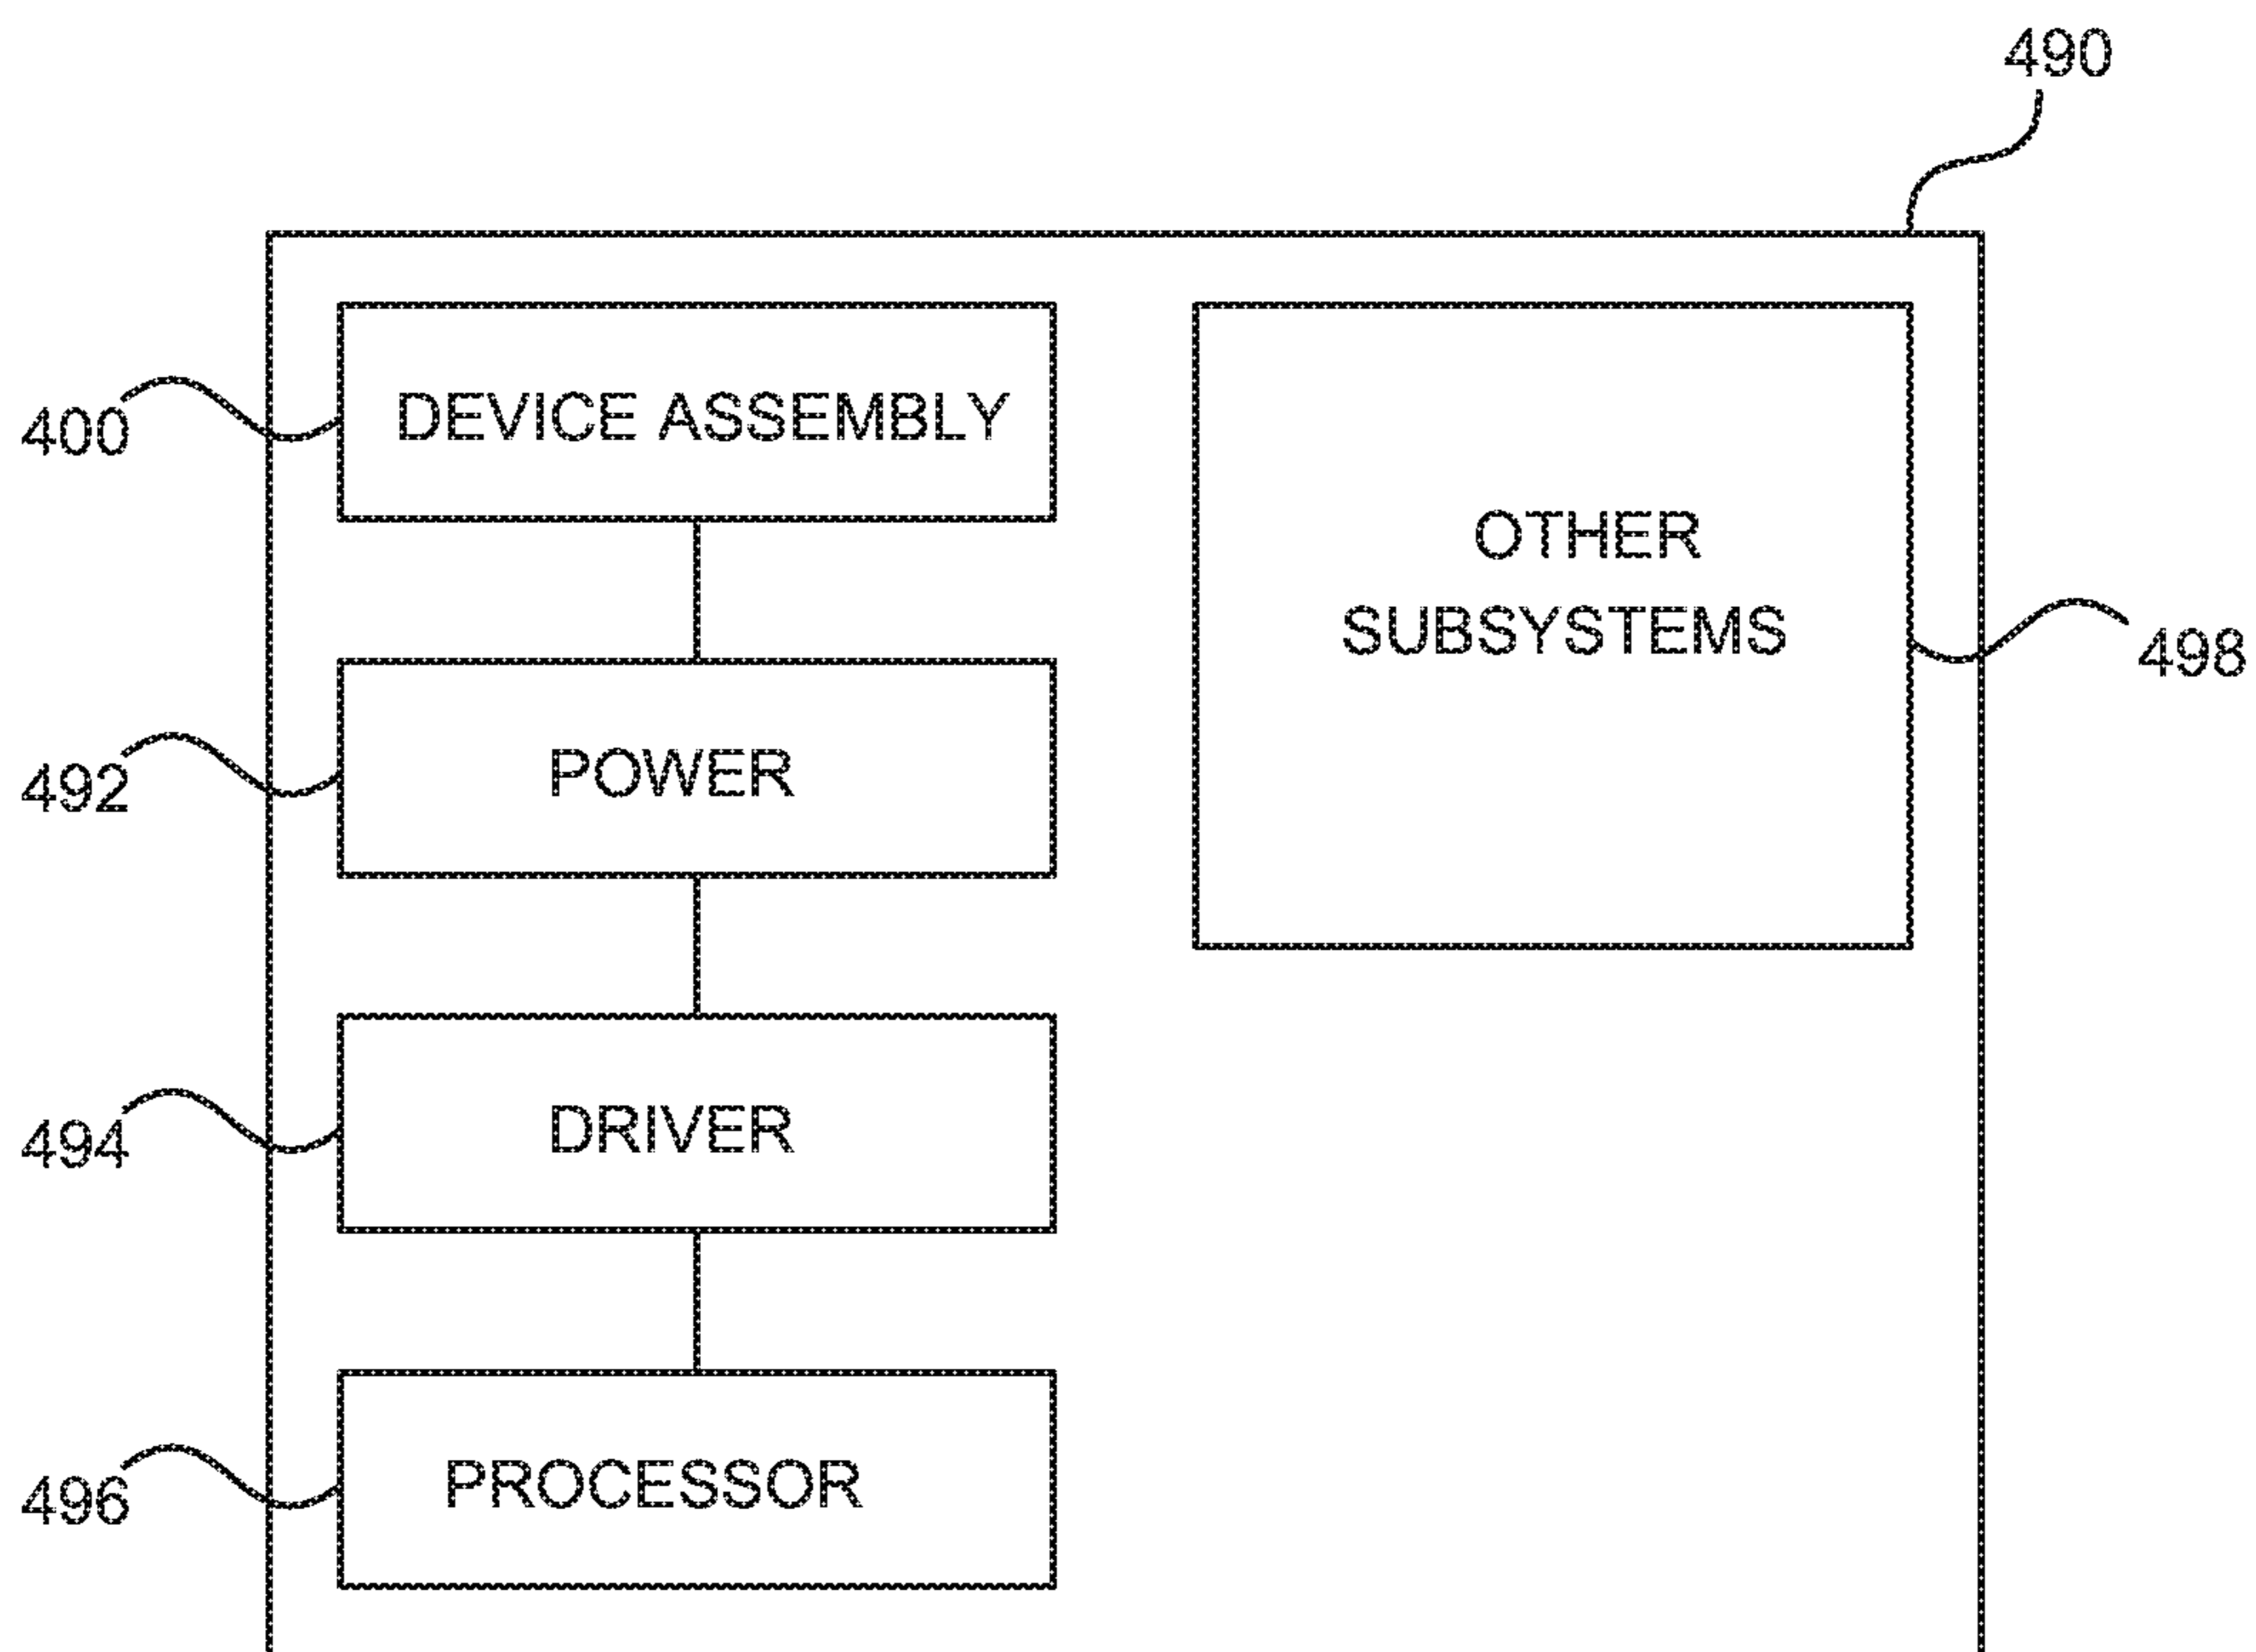 490
400
DEVICE ASSEMBLY
OTHER
SUBSYSTEMS
498
492
POWER
494
DRIVER
496
PROCESSOR